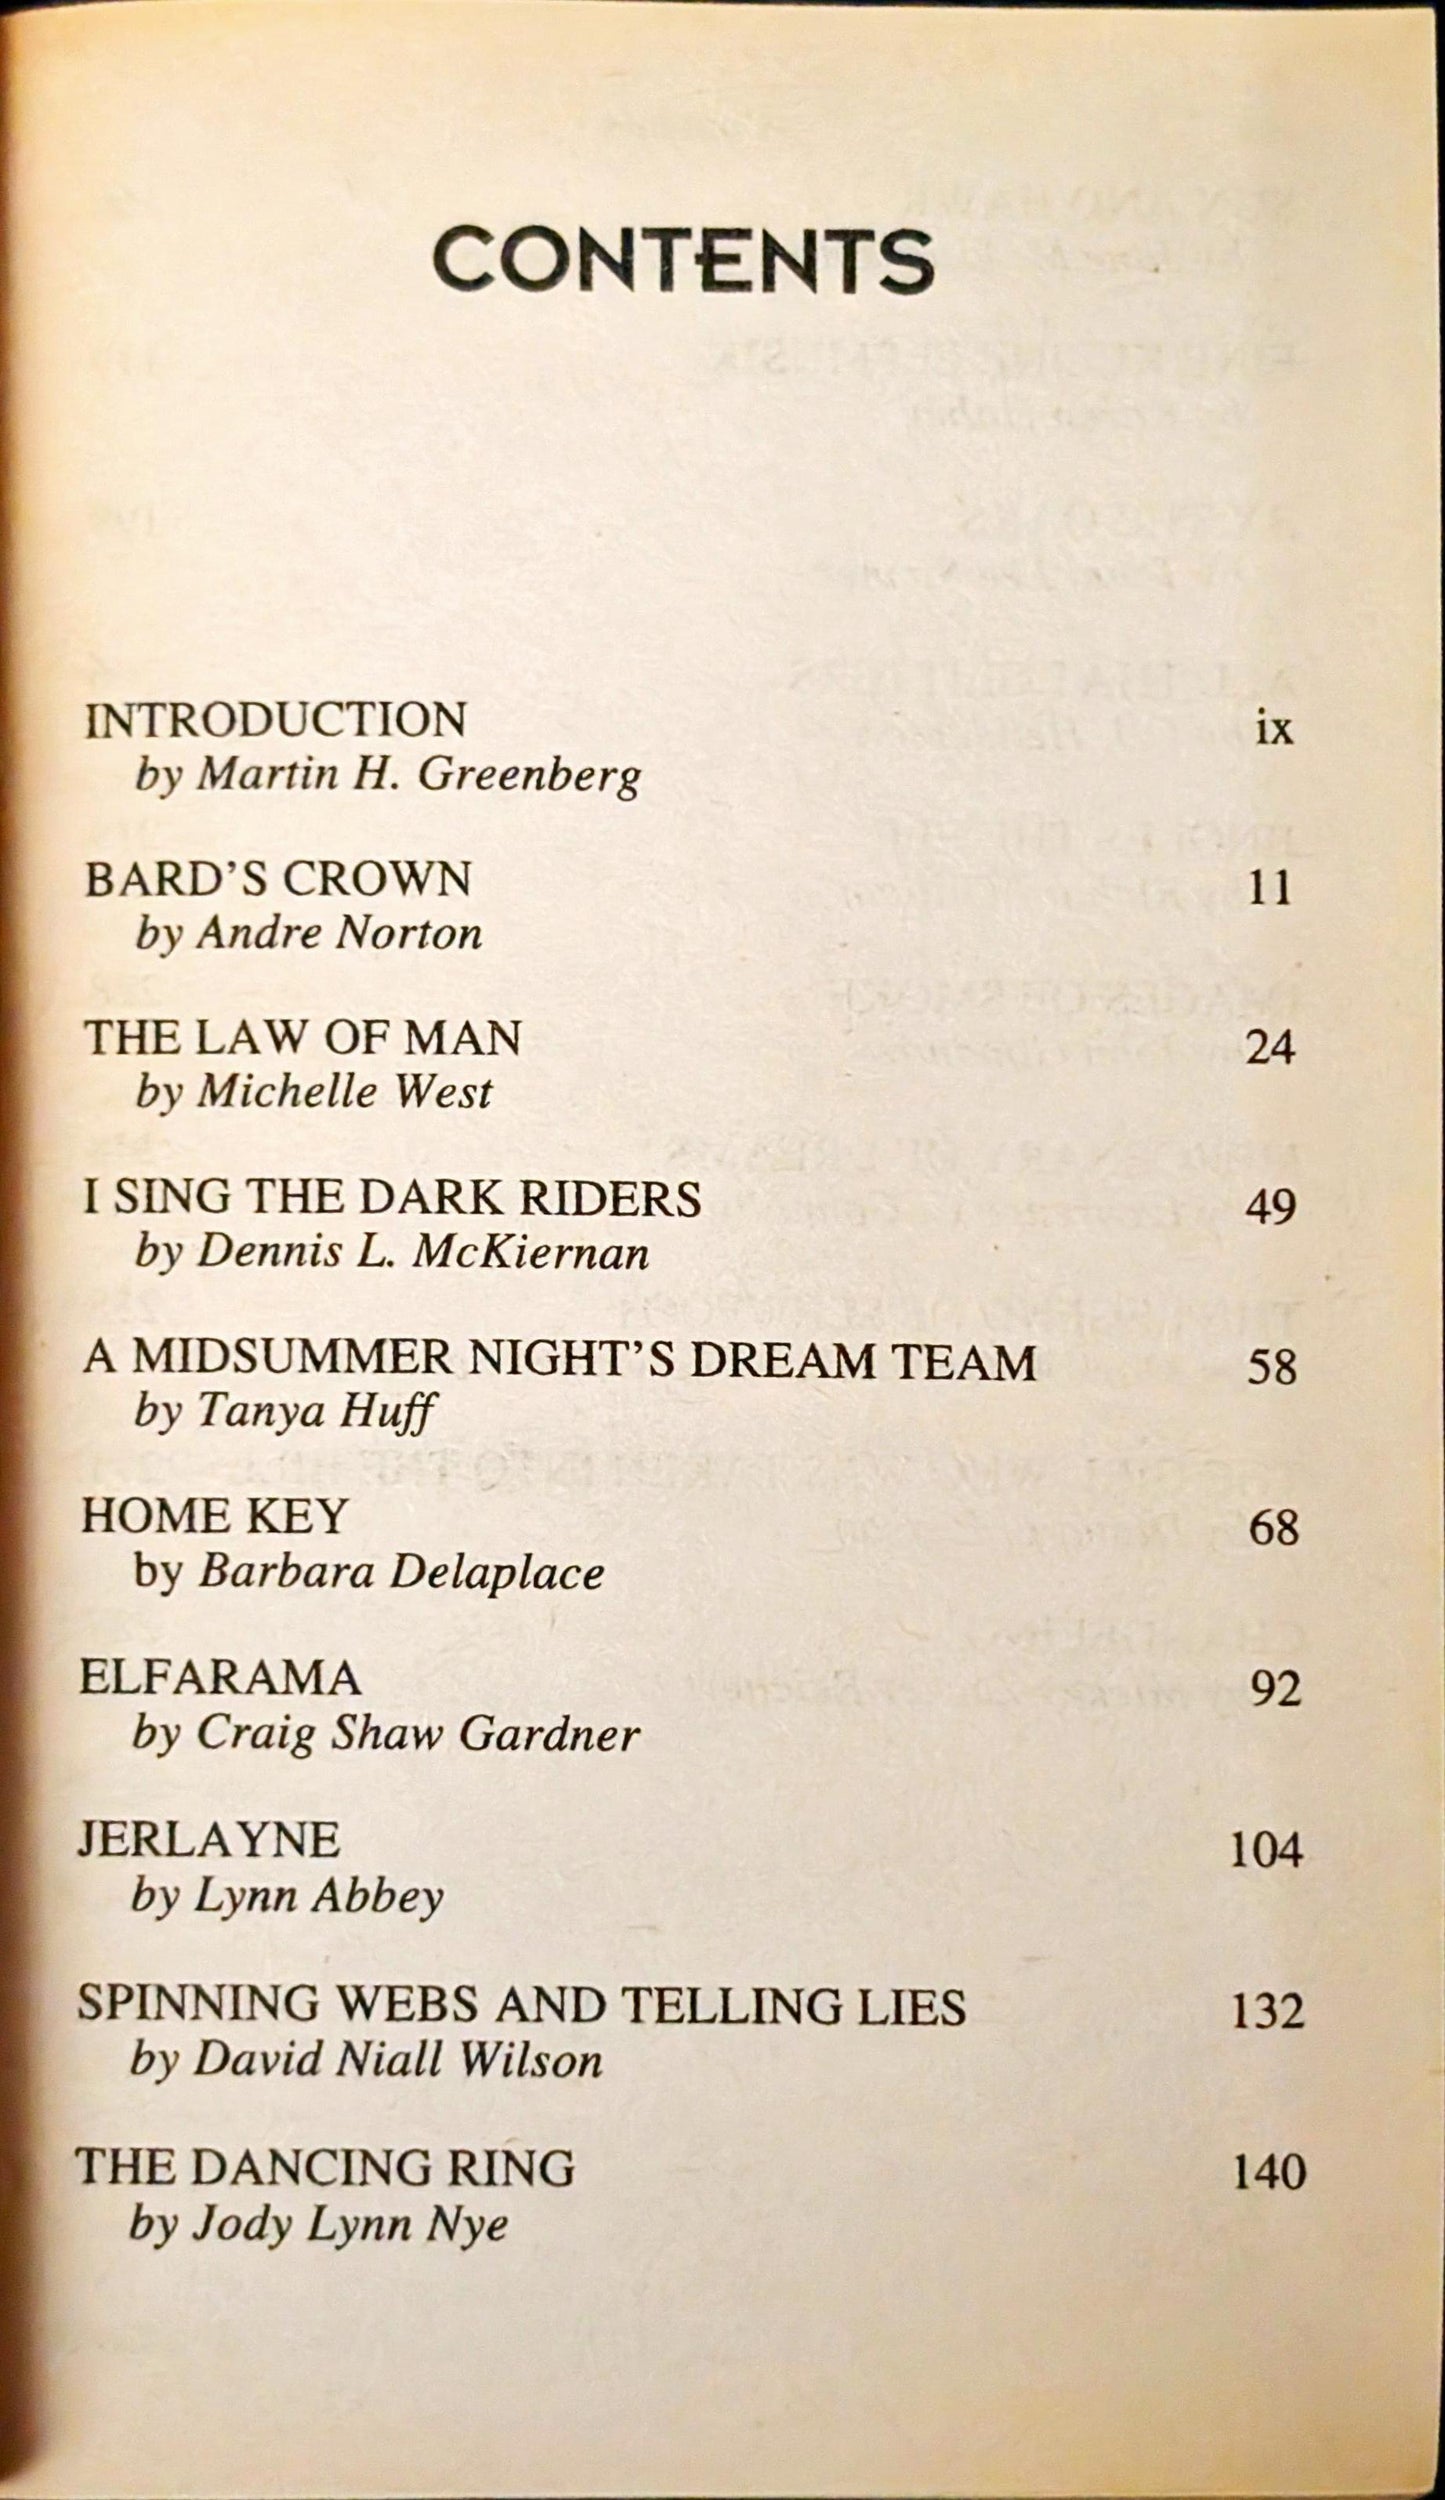 CONTENTS
INTRODUCTION ix
by Martin H. Greenberg
BARD'S CROWN 11
by Andre Norton
THE LAW OF MAN 24
by Michelle West
I SING THE DARK RIDERS 49
by Dennis L. McKiernan
A MIDSUMMER NIGHT'S DREAM TEAM 58
by Tanya Huff
HOME KEY 68
by Barbara Delaplace
ELFARAMA 92
by Craig Shaw Gardner
JERLAYNE 104
by Lynn Abbey
SPINNING WEBS AND TELLING LIES 132
by David Niall Wilson
THE DANCING RING 140
by Jody Lynn Nye